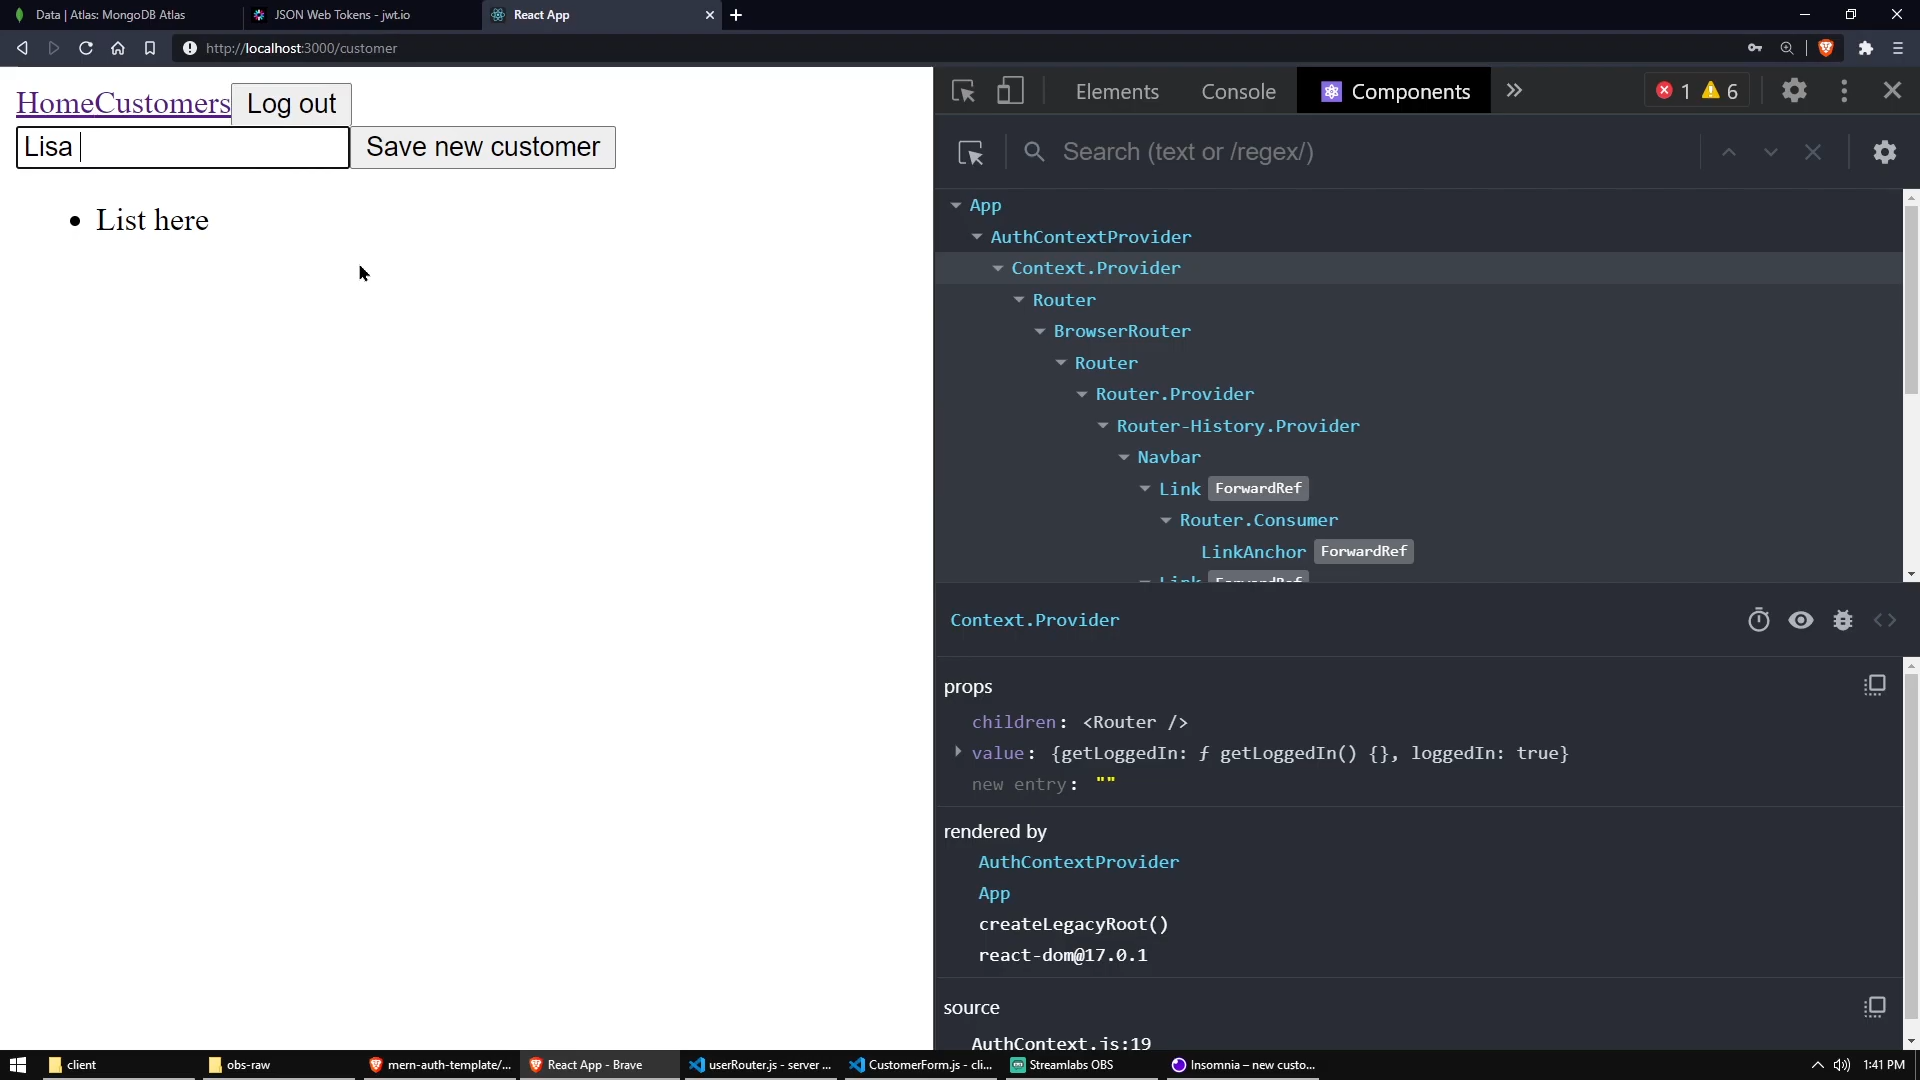 Data | Atlas: MongoDB Atlas
JSON Web Tokens - jwt.io
React App
http://localhost:3000/customer
HomeCustomers Log out
Lisa
Save new customer
List here
Elements
Console
Components
1
6
Search (text or /regex/)
App
AuthContextProvider
Context.Provider
Router
BrowserRouter
Router
Router.Provider
Router-History.Provider
Navbar
Link ForwardRef
Router.Consumer
LinkAnchor ForwardRef
Link ForwardRef
Context.Provider
props
children: <Router />
value: {getLoggedIn: ƒ getLoggedIn() {}, loggedIn: true}
new entry: ""
rendered by
AuthContextProvider
App
createLegacyRoot()
react-dom@17.0.1
source
AuthContext.js:19
client
obs-raw
mern-auth-template/...
React App - Brave
userRouter.js - server ...
CustomerForm.js - cli...
Streamlabs OBS
Insomnia – new custo...
1:41 PM